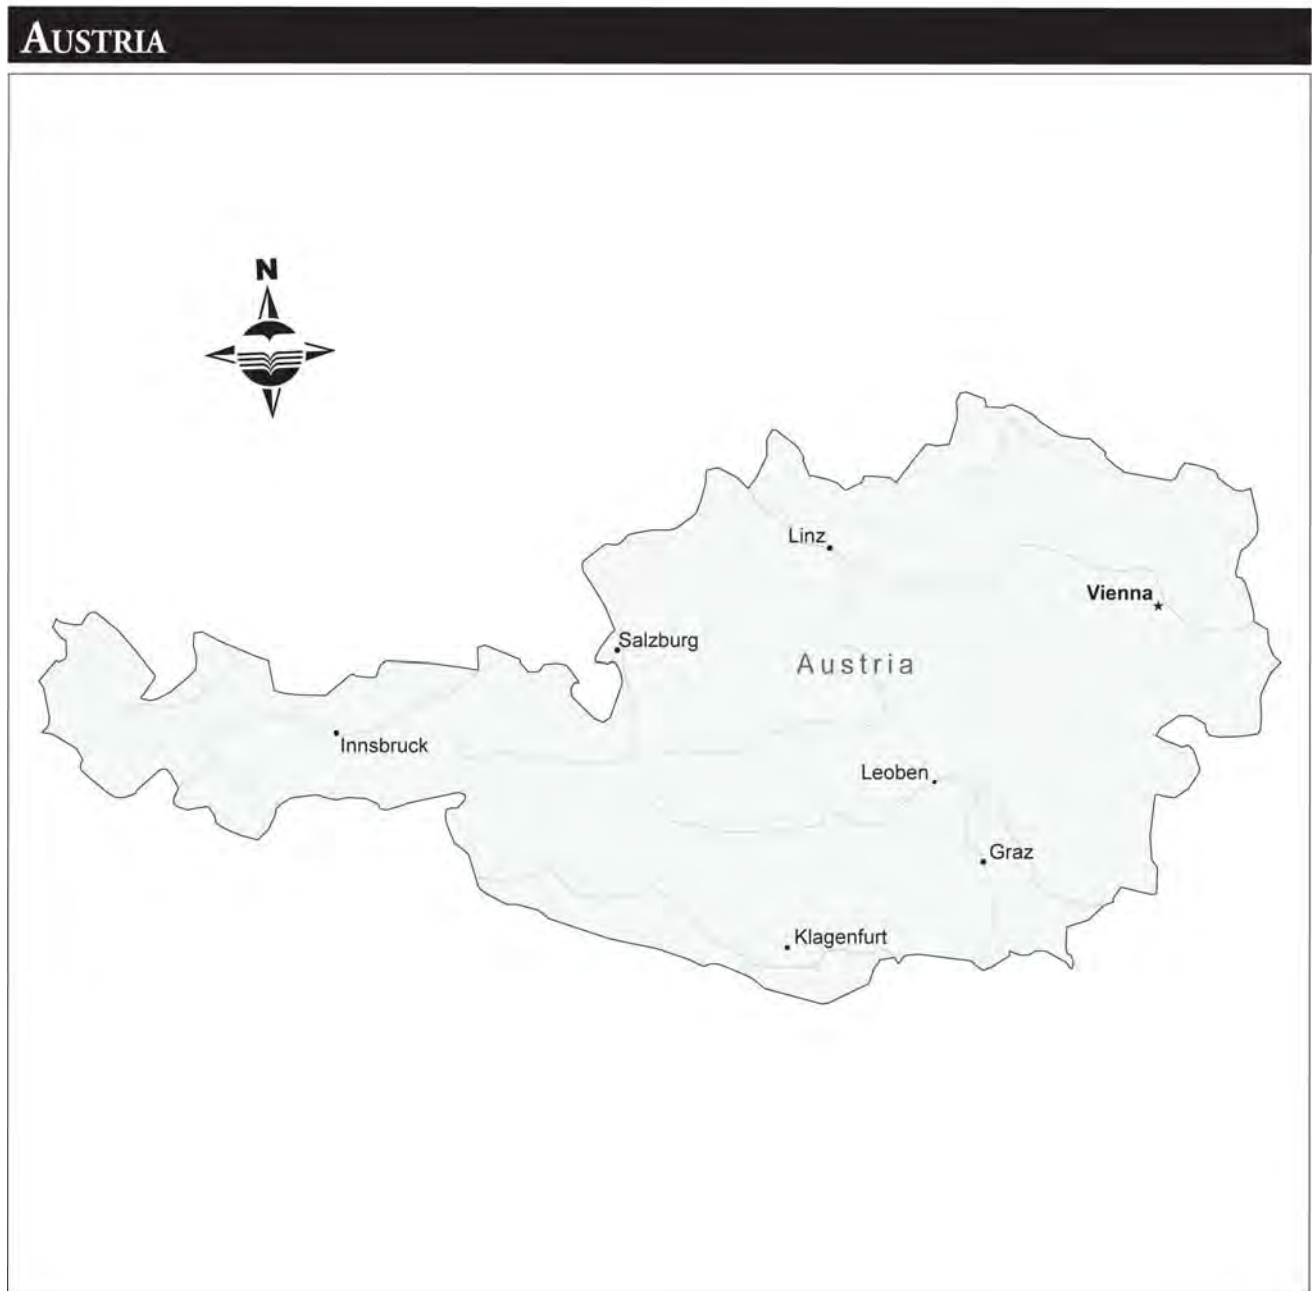 AUSTRIA
N
Linz
Vienna
Salzburg
Austria
Innsbruck
Leoben
Graz
Klagenfurt